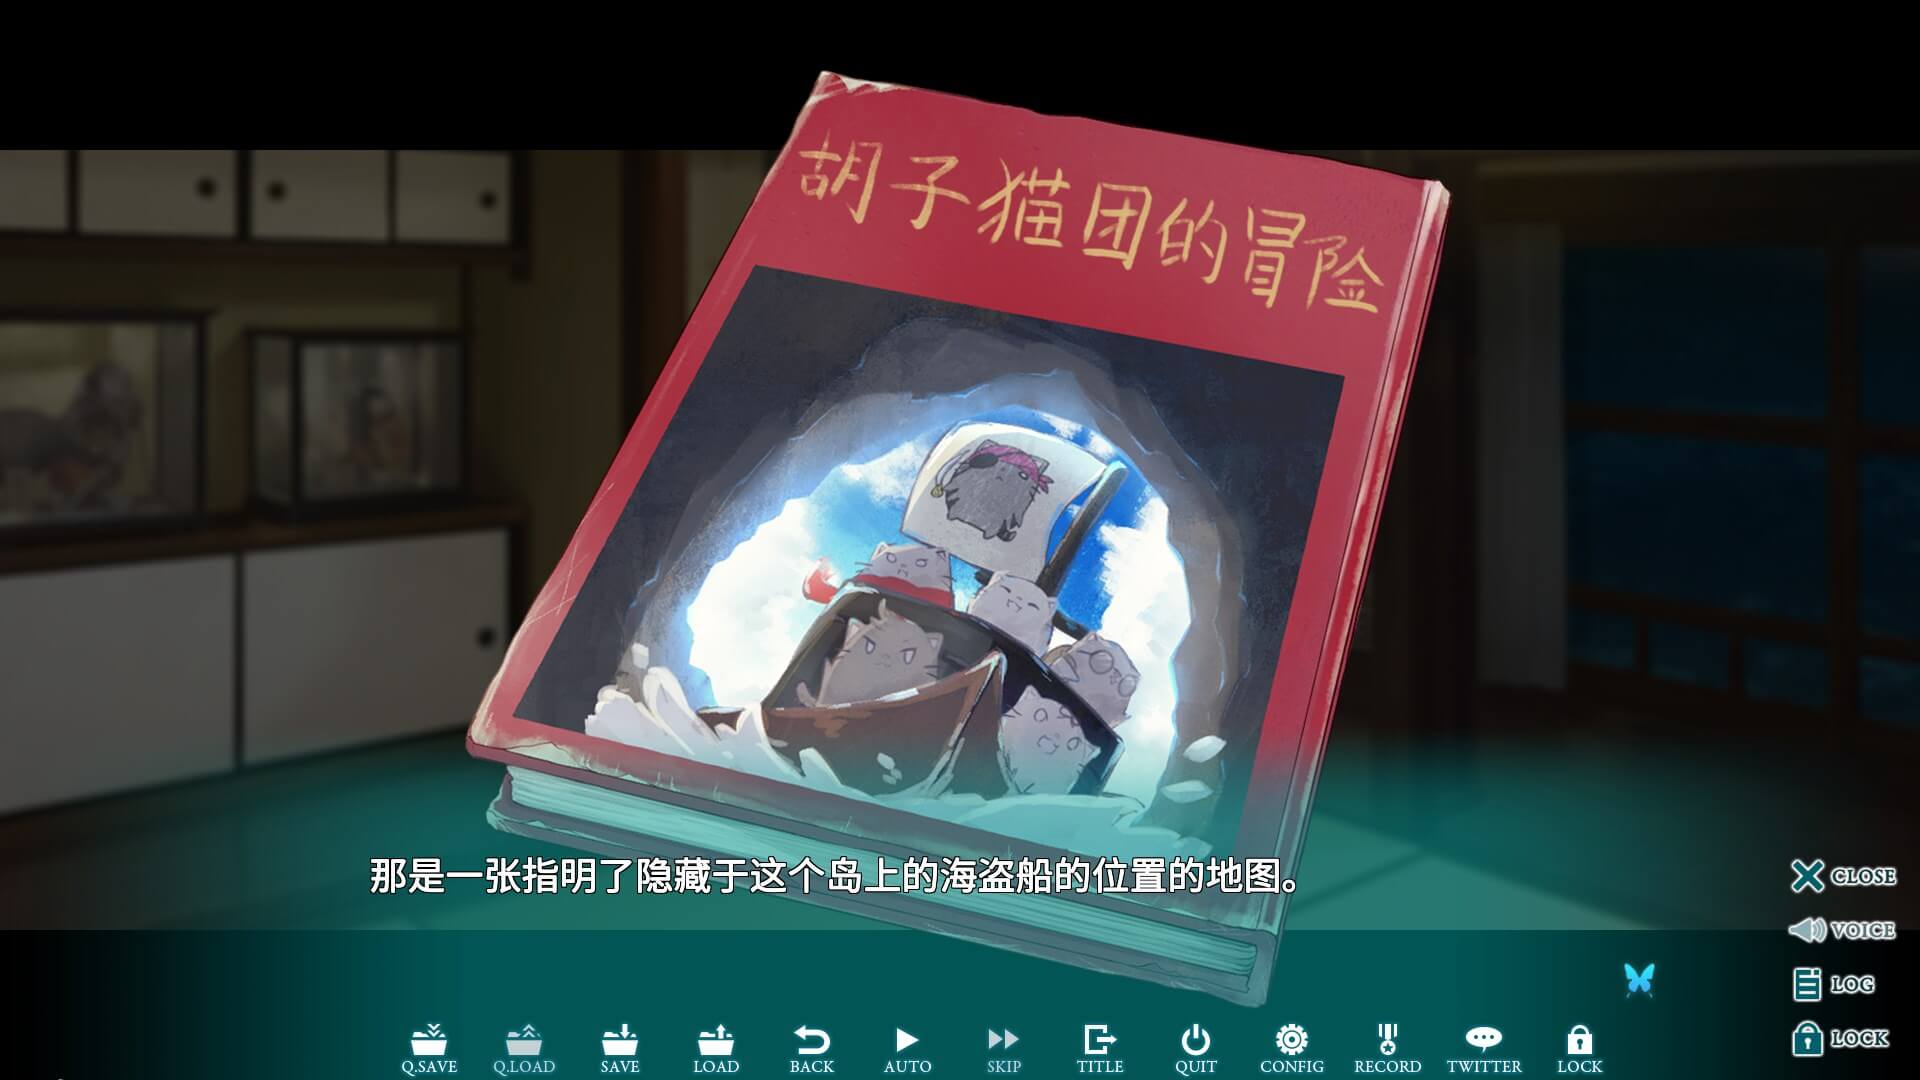 胡子猫团的冒险
那是一张指明了隐藏于这个岛上的海盗船的位置的地图。
CLOSE
VOICE
LOG
LOCK
Q.SAVE Q.LOAD SAVE LOAD BACK AUTO SKIP TITLE QUIT CONFIG RECORD TWITTER LOCK